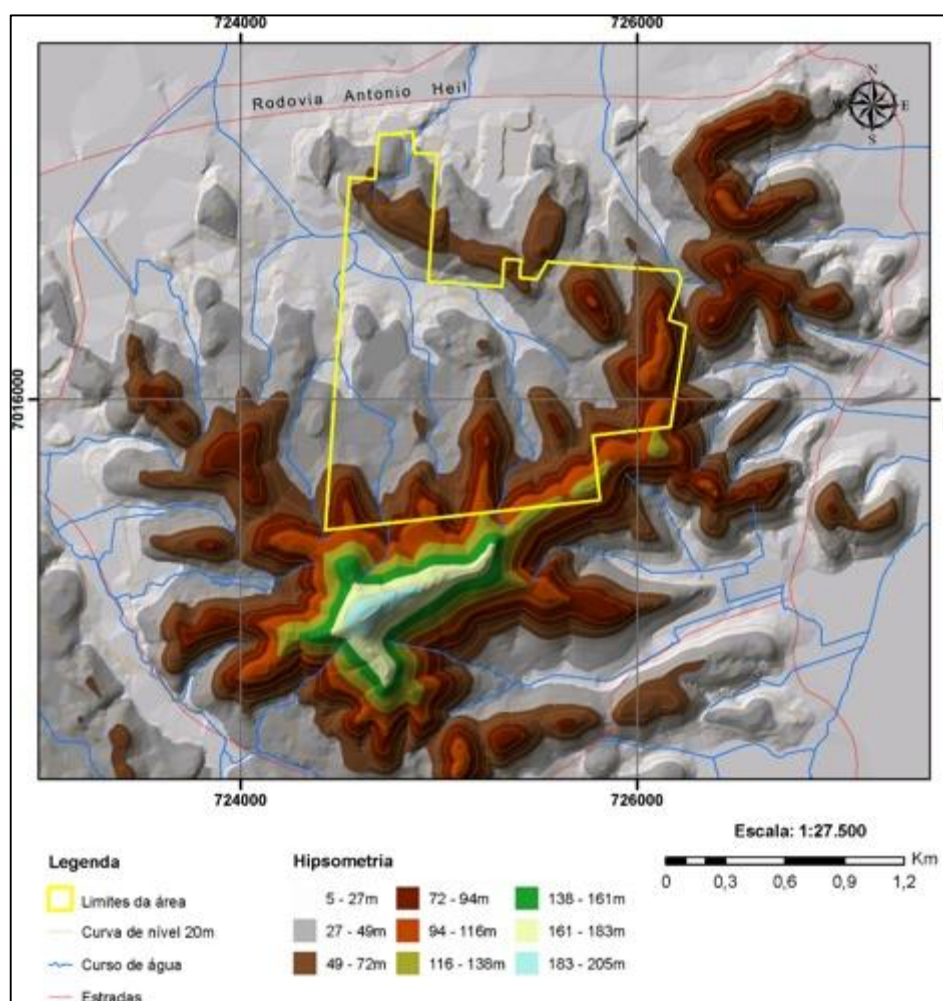 724000
726000
Rodovia Antonio Heil
N
E
S
7016000
724000
726000
Escala: 1:27.500
Km
0 0,3 0,6 0,9 1,2
Legenda
Limites da área
Curva de nível 20m
Curso de água
Estradas
Hipsometria
5 - 27m
27 - 49m
49 - 72m
72 - 94m
94 - 116m
116 - 138m
138 - 161m
161 - 183m
183 - 205m